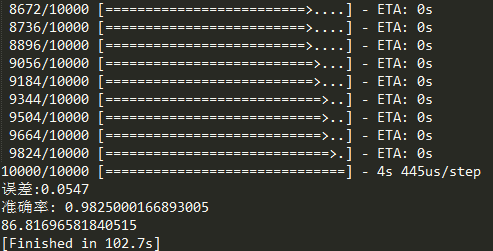 8672/10000 [=========================>....] - ETA: 0s
8736/10000 [=========================>....] - ETA: 0s
8896/10000 [=========================>....] - ETA: 0s
9056/10000 [==========================>...] - ETA: 0s
9184/10000 [==========================>...] - ETA: 0s
9344/10000 [===========================>..] - ETA: 0s
9504/10000 [===========================>..] - ETA: 0s
9664/10000 [===========================>..] - ETA: 0s
9824/10000 [============================>.] - ETA: 0s
10000/10000 [==============================] - 4s 445us/step
误差:0.0547
准确率: 0.9825000166893005
86.81696581840515
[Finished in 102.7s]